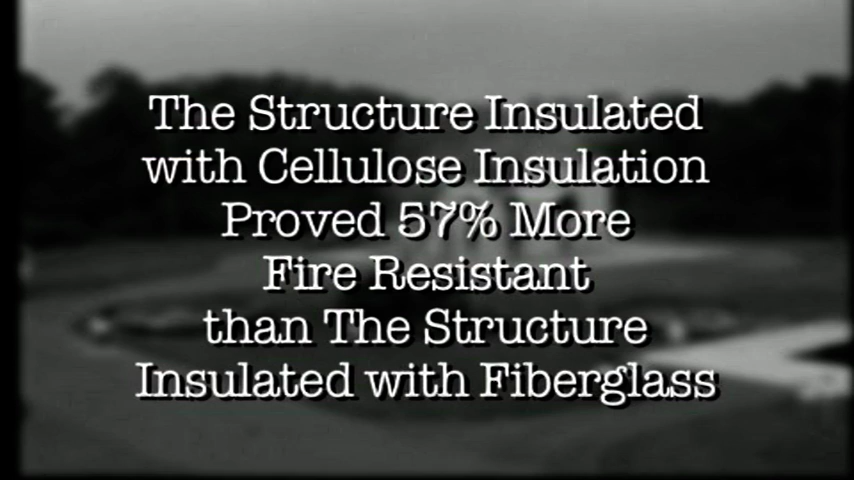 The Structure Insulated
with Cellulose Insulation
Proved 57% More
Fire Resistant
than The Structure
Insulated with Fiberglass